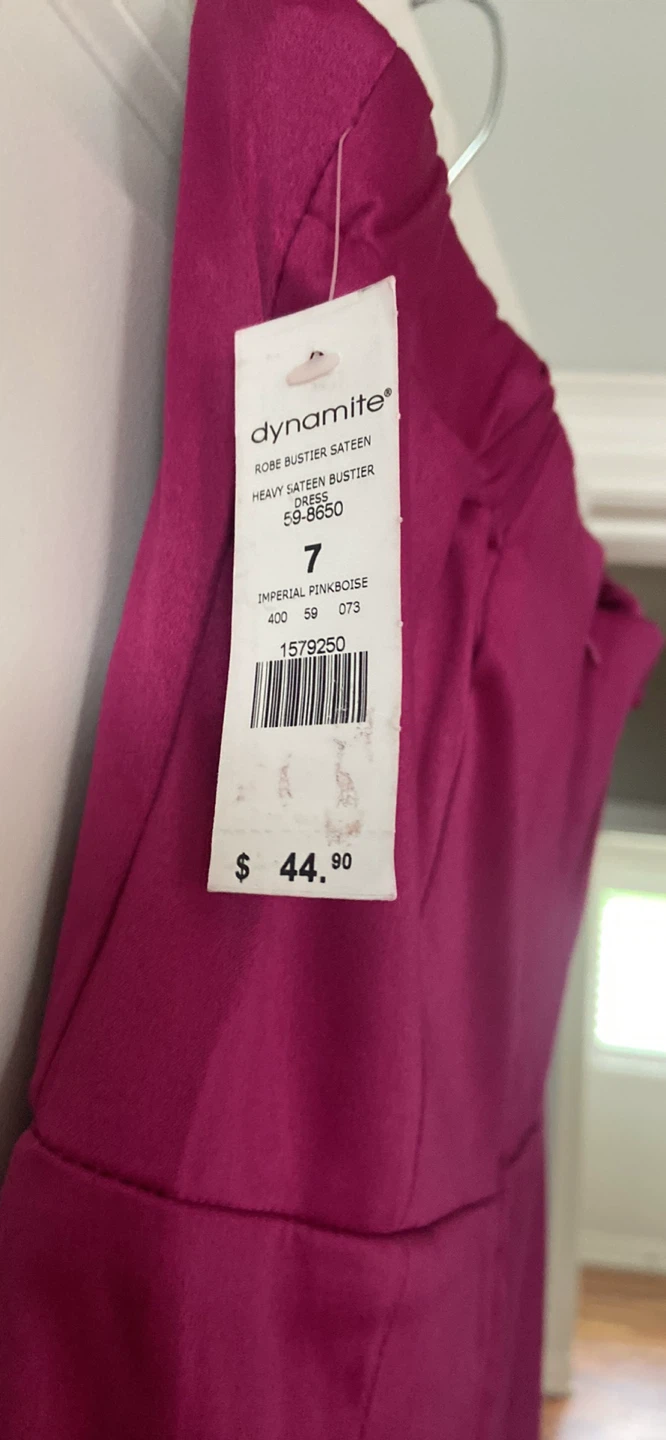 dynamite®
ROBE BUSTIER SATEEN
HEAVY SATEEN BUSTIER
DRESS
59-8650
7
IMPERIAL PINKBOISE
400 59 073
1579250
$ 44.90